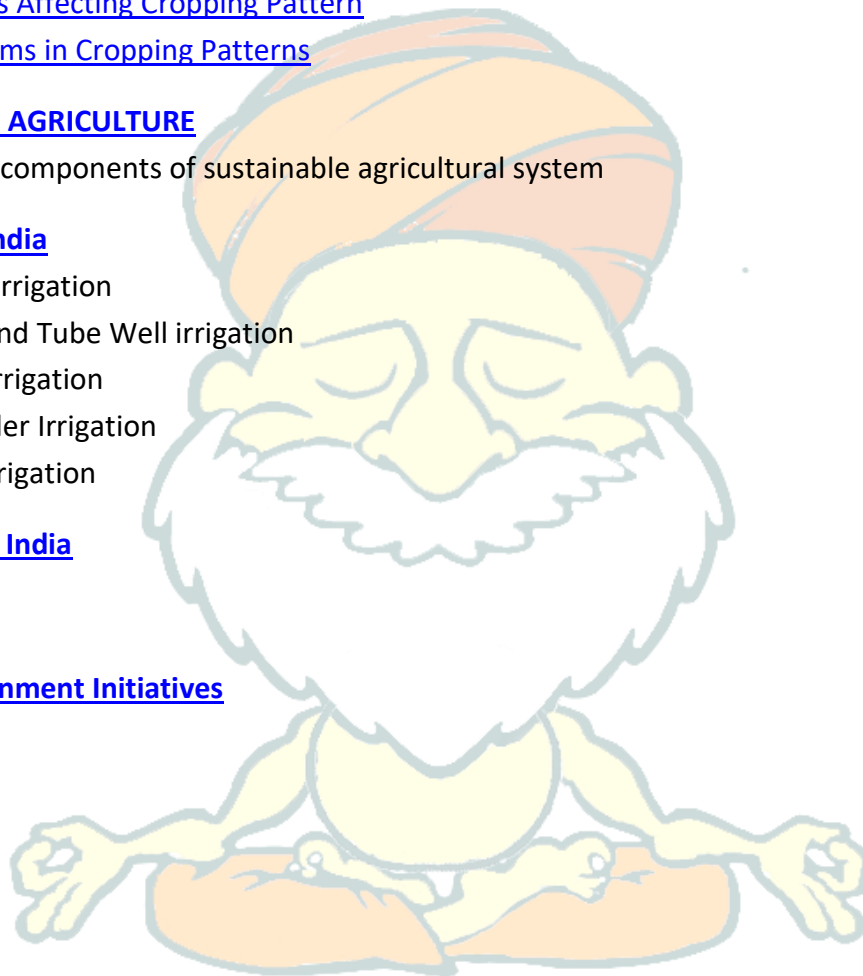 s Affecting Cropping Pattern
ms in Cropping Patterns
AGRICULTURE
components of sustainable agricultural system
ndia
rrigation
nd Tube Well irrigation
rrigation
ler Irrigation
rigation
India
nment Initiatives